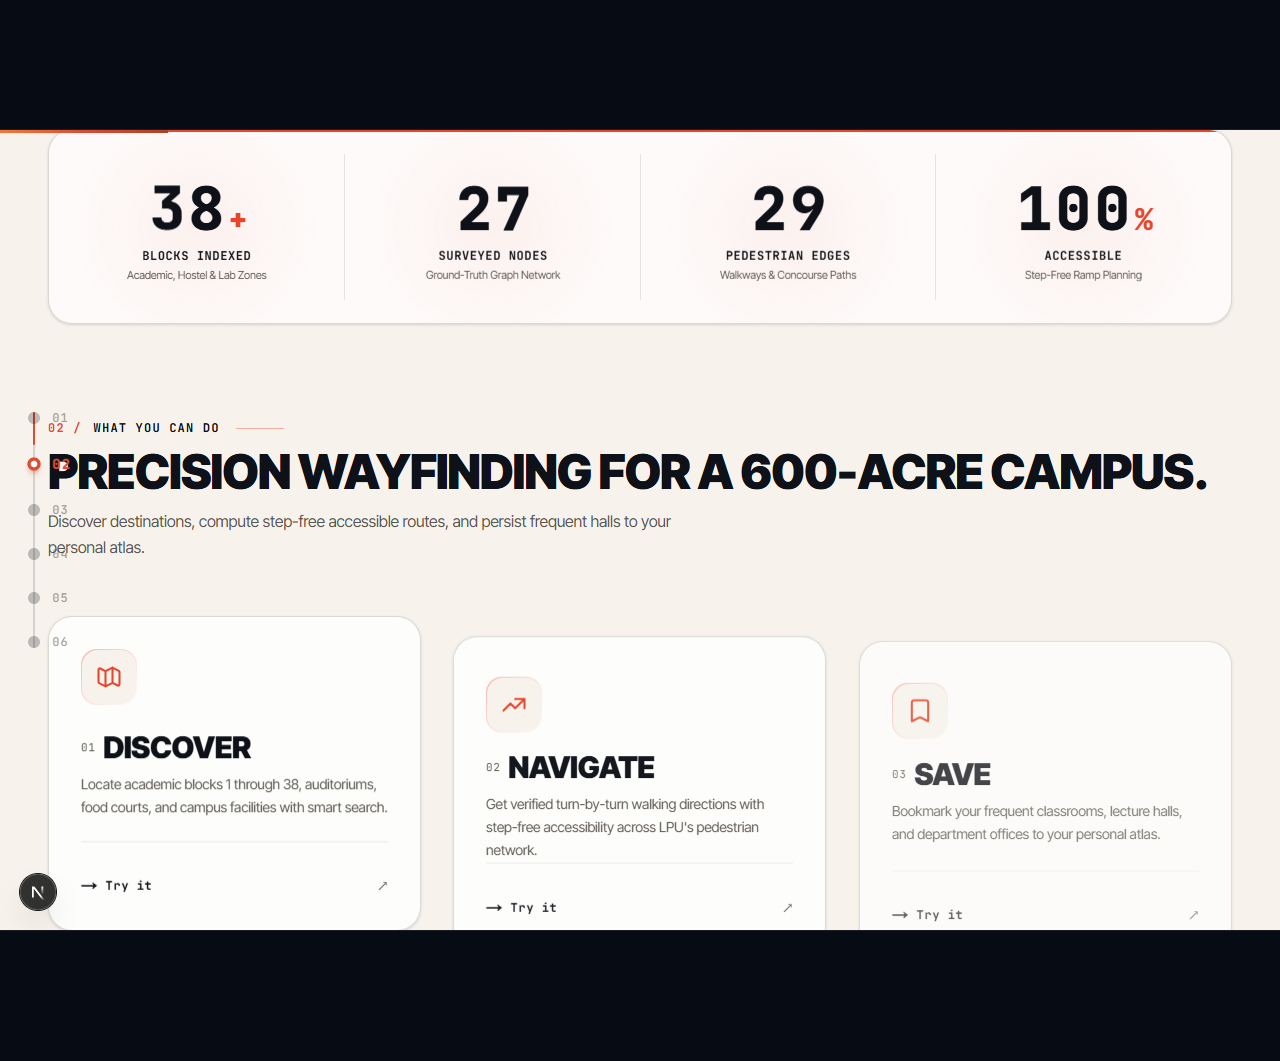 38+
BLOCKS INDEXED
Academic, Hostel & Lab Zones
27
SURVEYED NODES
Ground-Truth Graph Network
29
PEDESTRIAN EDGES
Walkways & Concourse Paths
100%
ACCESSIBLE
Step-Free Ramp Planning
01
02
03
04
05
06
02 / WHAT YOU CAN DO
PRECISION WAYFINDING FOR A 600-ACRE CAMPUS.
Discover destinations, compute step-free accessible routes, and persist frequent halls to your
personal atlas.
01 DISCOVER
Locate academic blocks 1 through 38, auditoriums,
food courts, and campus facilities with smart search.
→ Try it ↗
02 NAVIGATE
Get verified turn-by-turn walking directions with
step-free accessibility across LPU's pedestrian
network.
→ Try it ↗
03 SAVE
Bookmark your frequent classrooms, lecture halls,
and department offices to your personal atlas.
→ Try it ↗
N